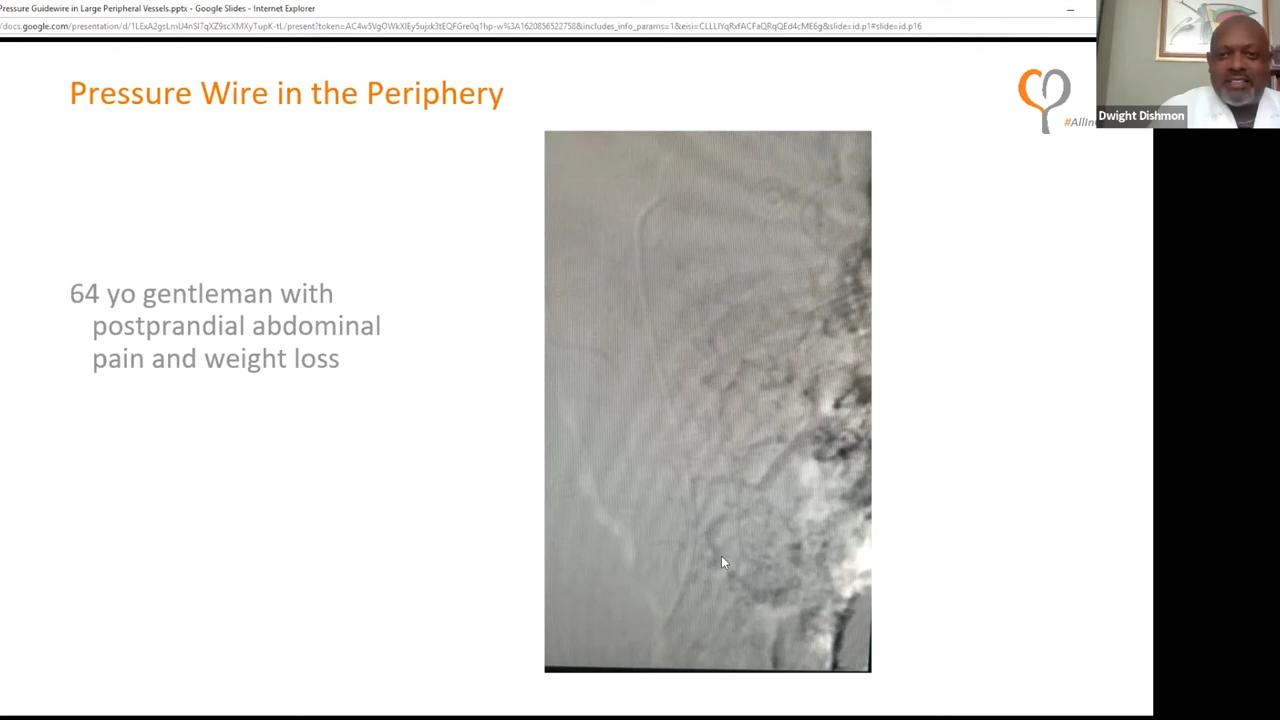 Pressure Guidewire in Large Peripheral Vessels.pptx - Google Slides - Internet Explorer
Pressure Wire in the Periphery
#AllIn
Dwight Dishmon
64 yo gentleman with
postprandial abdominal
pain and weight loss